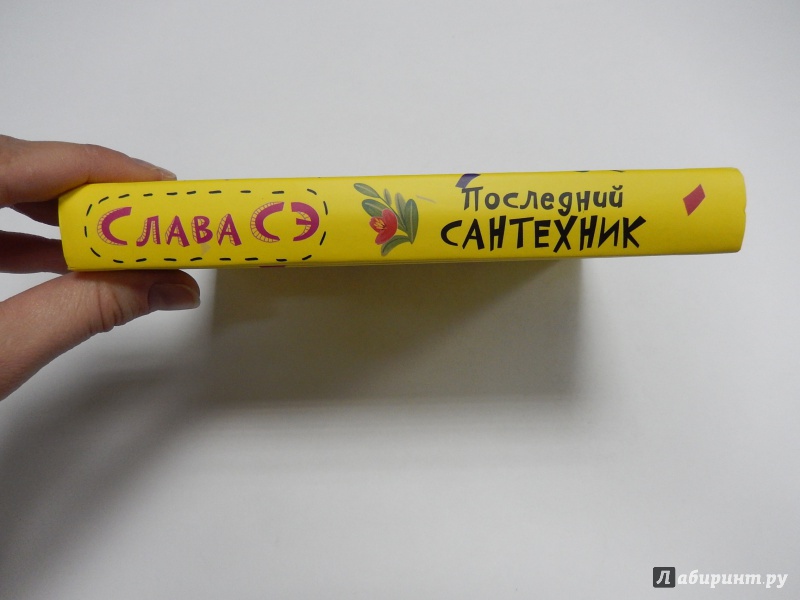 Слава Сэ
Последний
САНТЕХНИК
Лабиринт.ру